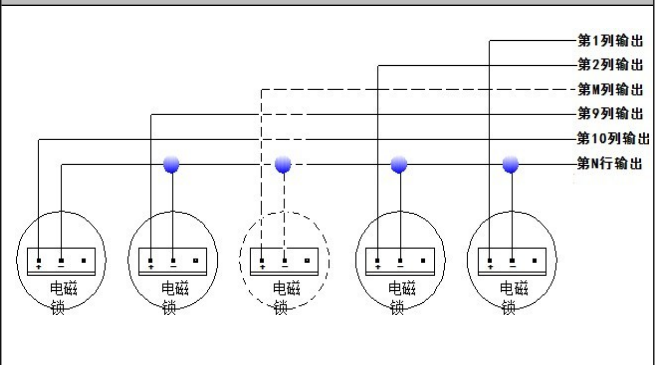 第1列输出
第2列输出
第M列输出
第9列输出
第10列输出
第N行输出
+ −
+ −
+ −
+ −
+ −
电磁
锁
电磁
锁
电磁
锁
电磁
锁
电磁
锁